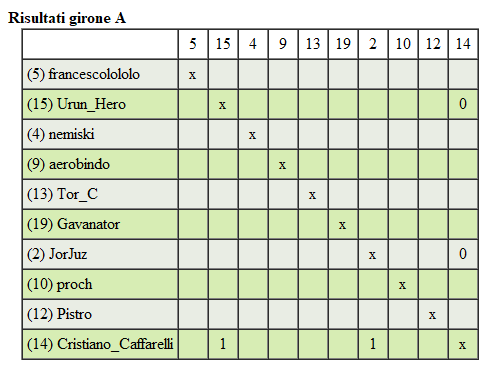 Risultati girone A
5 15 4 9 13 19 2 10 12 14
(5) francescolololo x
(15) Urun_Hero x 0
(4) nemiski x
(9) aerobindo x
(13) Tor_C x
(19) Gavanator x
(2) JorJuz x 0
(10) proch x
(12) Pistro x
(14) Cristiano_Caffarelli 1 1 x